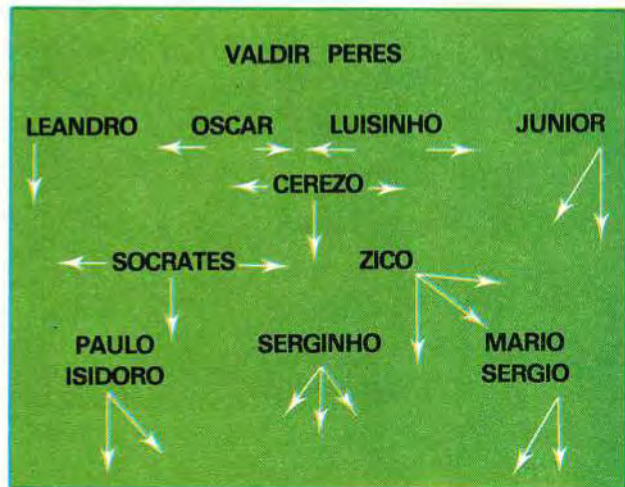 VALDIR PERES
LEANDRO OSCAR LUISINHO JUNIOR
CEREZO
SOCRATES ZICO
PAULO SERGINHO MARIO
ISIDORO SERGIO